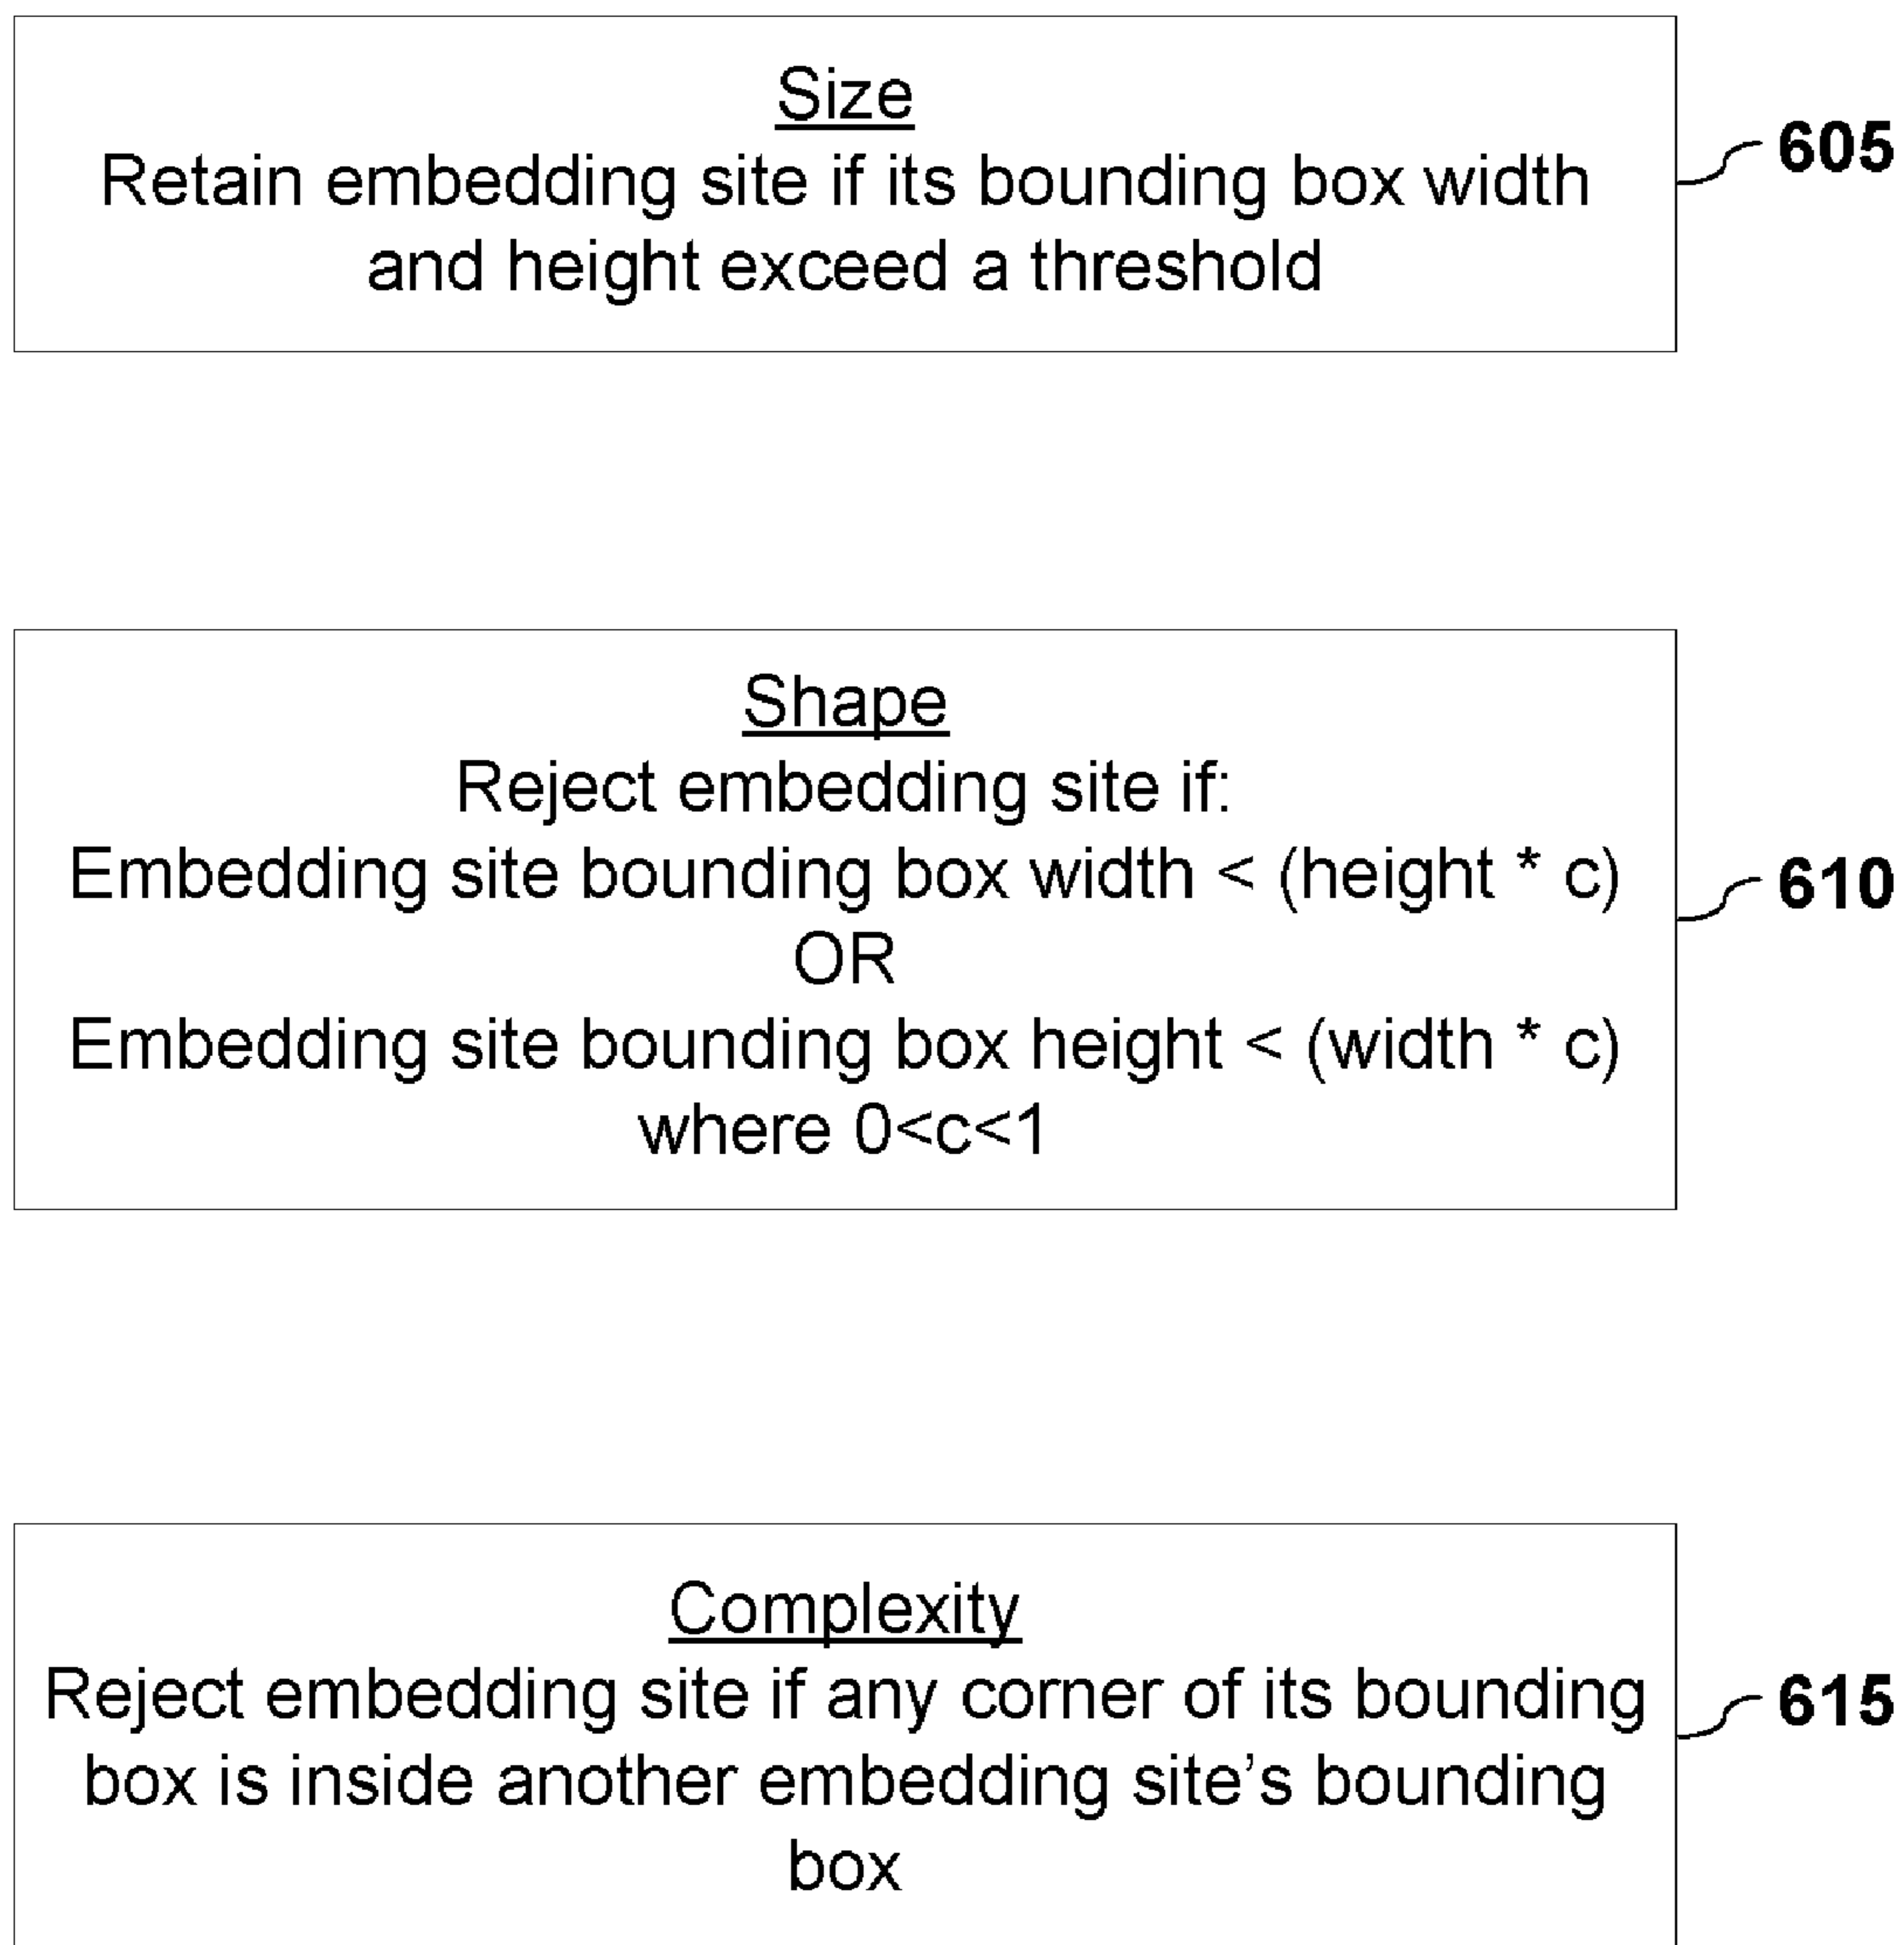 Size
Retain embedding site if its bounding box width
and height exceed a threshold
605
Shape
Reject embedding site if:
Embedding site bounding box width < (height * c)
OR
Embedding site bounding box height < (width * c)
where 0<c<1
610
Complexity
Reject embedding site if any corner of its bounding
box is inside another embedding site's bounding
box
615